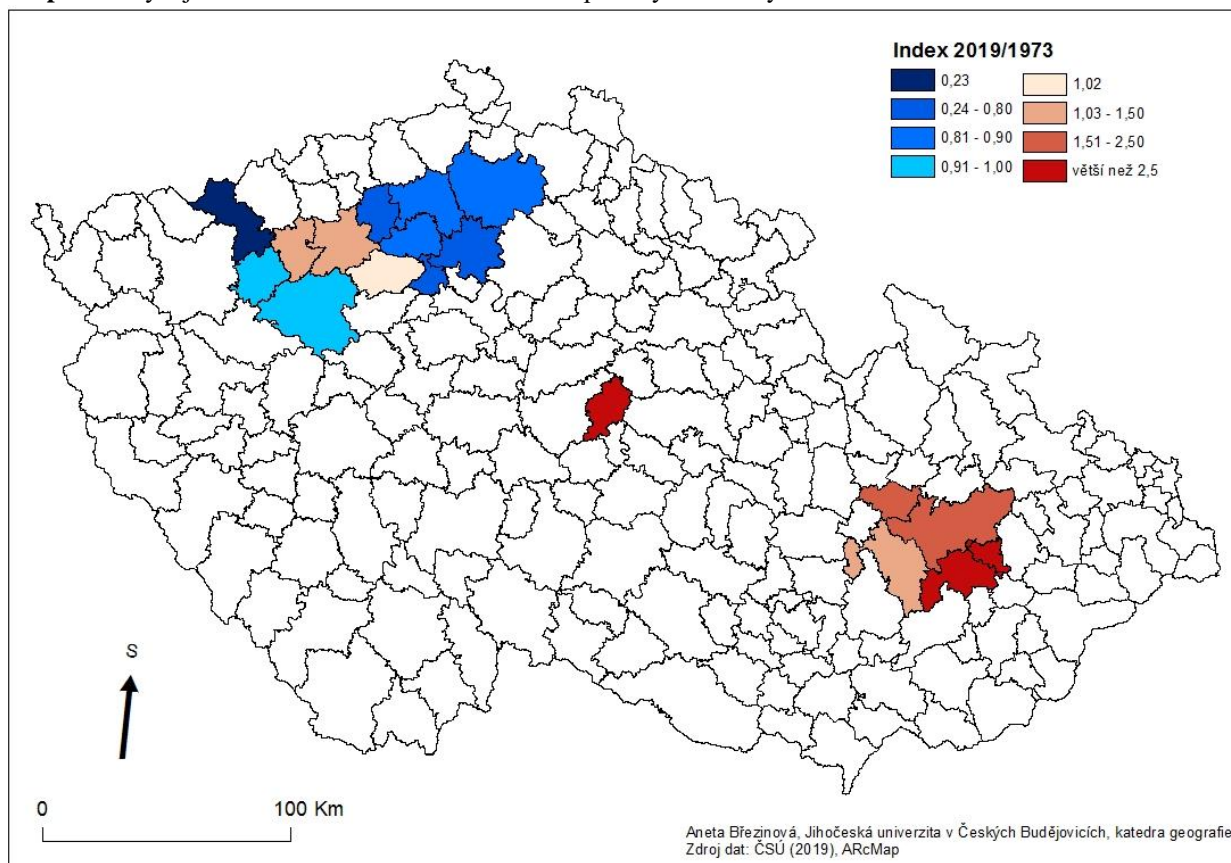 Index 2019/1973
0,23
0,24 - 0,80
0,81 - 0,90
0,91 - 1,00
1,02
1,03 - 1,50
1,51 - 2,50
větší než 2,5
S
0 100 Km
Aneta Březinová, Jihočeská univerzita v Českých Budějovicích, katedra geografie
Zdroj dat: ČSÚ (2019), ARcMap